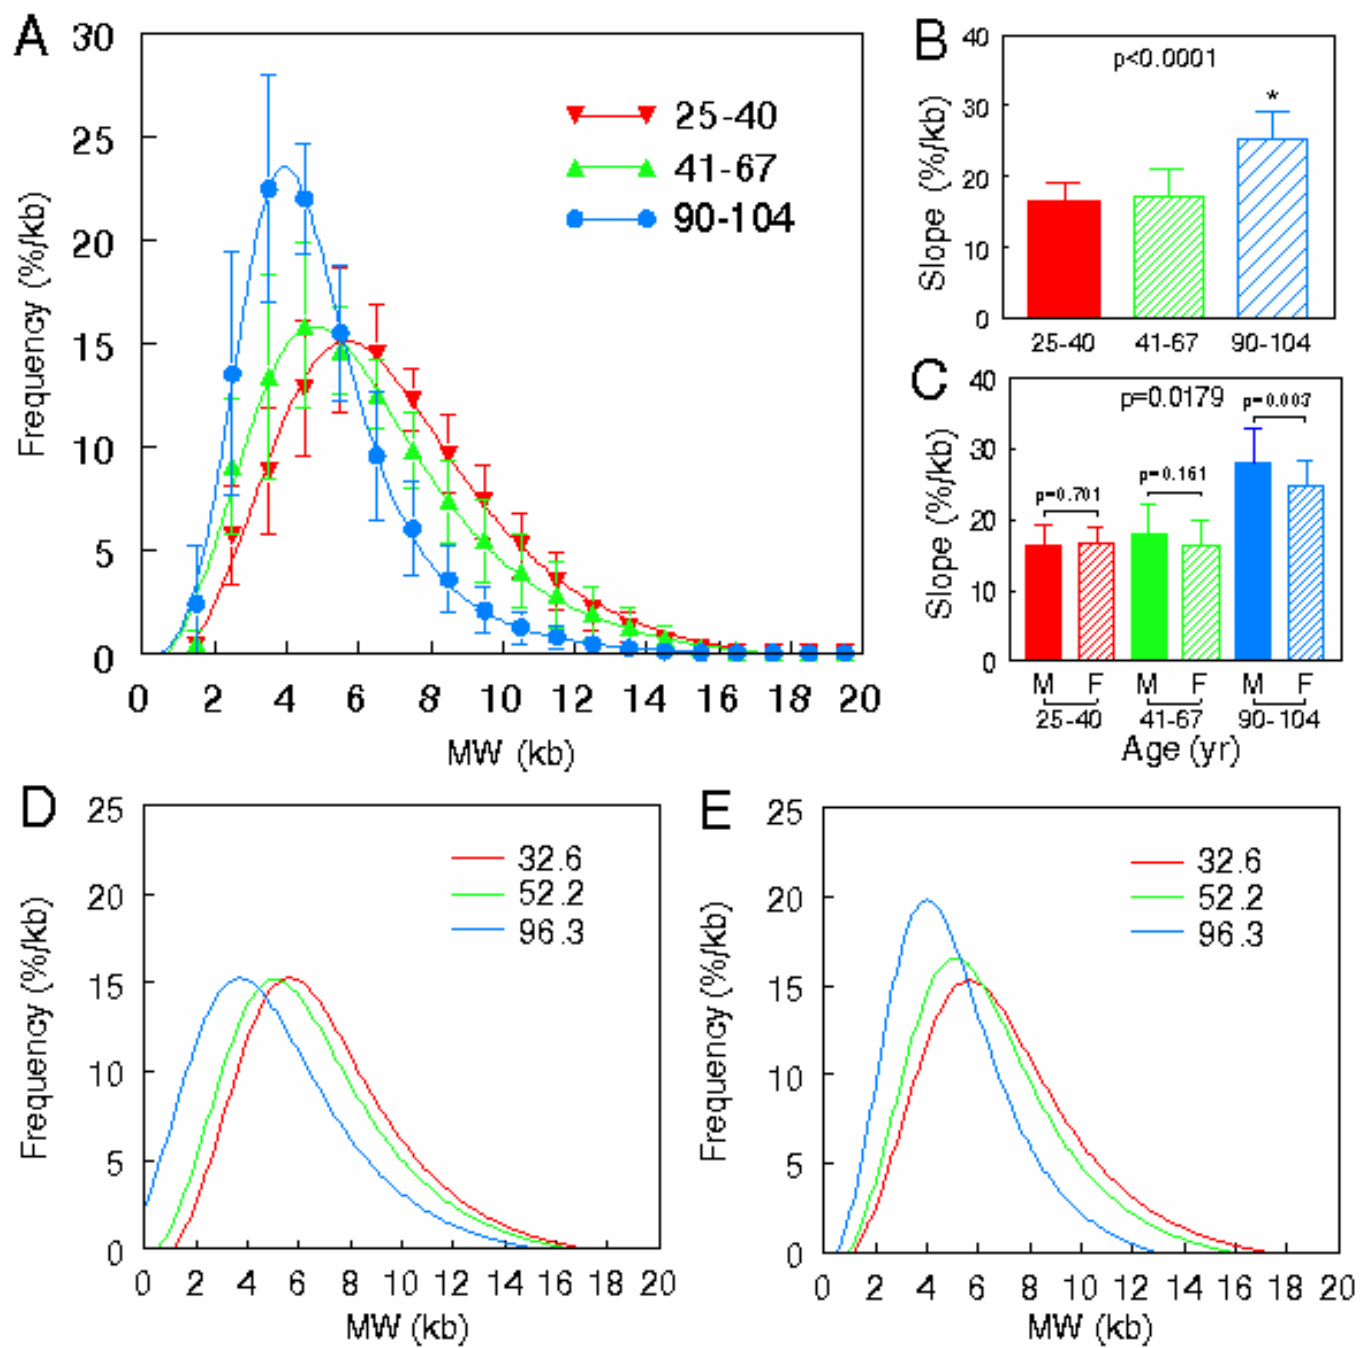 A
30
25
20
15
10
5
0
Frequency (%/kb)
25-40
41-67
90-104
0 2 4 6 8 10 12 14 16 18 20
MW (kb)
B
40
30
20
10
0
Slope (%/kb)
p<0.0001
*
25-40 41-67 90-104
C
40
30
20
10
0
Slope (%/kb)
p=0.0179
p=0.701
p=0.161
p=0.003
M F M F M F
25-40 41-67 90-104
Age (yr)
D
25
20
15
10
5
0
Frequency (%/kb)
32.6
52.2
96.3
0 2 4 6 8 10 12 14 16 18 20
MW (kb)
E
25
20
15
10
5
0
Frequency (%/kb)
32.6
52.2
96.3
0 2 4 6 8 10 12 14 16 18 20
MW (kb)